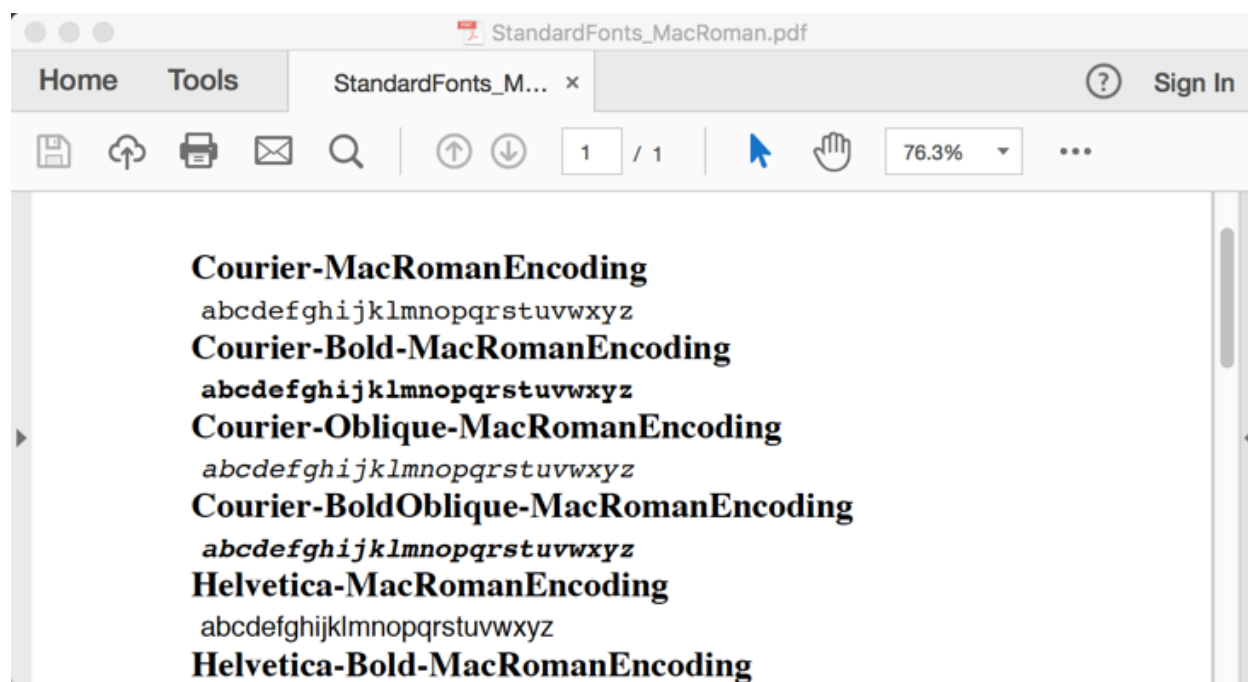 StandardFonts_MacRoman.pdf
Home Tools StandardFonts_M... × ? Sign In
1 / 1 76.3% •••
Courier-MacRomanEncoding
abcdefghijklmnopqrstuvwxyz
Courier-Bold-MacRomanEncoding
abcdefghijklmnopqrstuvwxyz
Courier-Oblique-MacRomanEncoding
abcdefghijklmnopqrstuvwxyz
Courier-BoldOblique-MacRomanEncoding
abcdefghijklmnopqrstuvwxyz
Helvetica-MacRomanEncoding
abcdefghijklmnopqrstuvwxyz
Helvetica-Bold-MacRomanEncoding